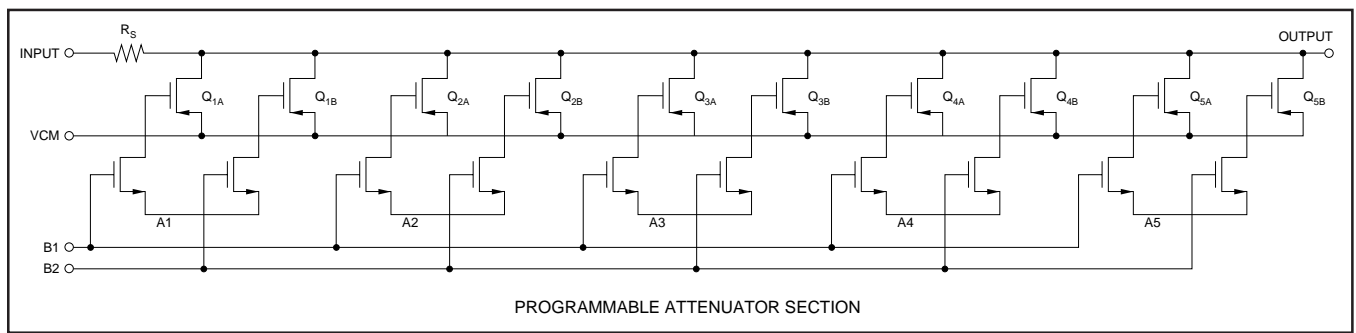 R_S
INPUT
OUTPUT
Q_1A
Q_1B
Q_2A
Q_2B
Q_3A
Q_3B
Q_4A
Q_4B
Q_5A
Q_5B
VCM
A1
A2
A3
A4
A5
B1
B2
PROGRAMMABLE ATTENUATOR SECTION